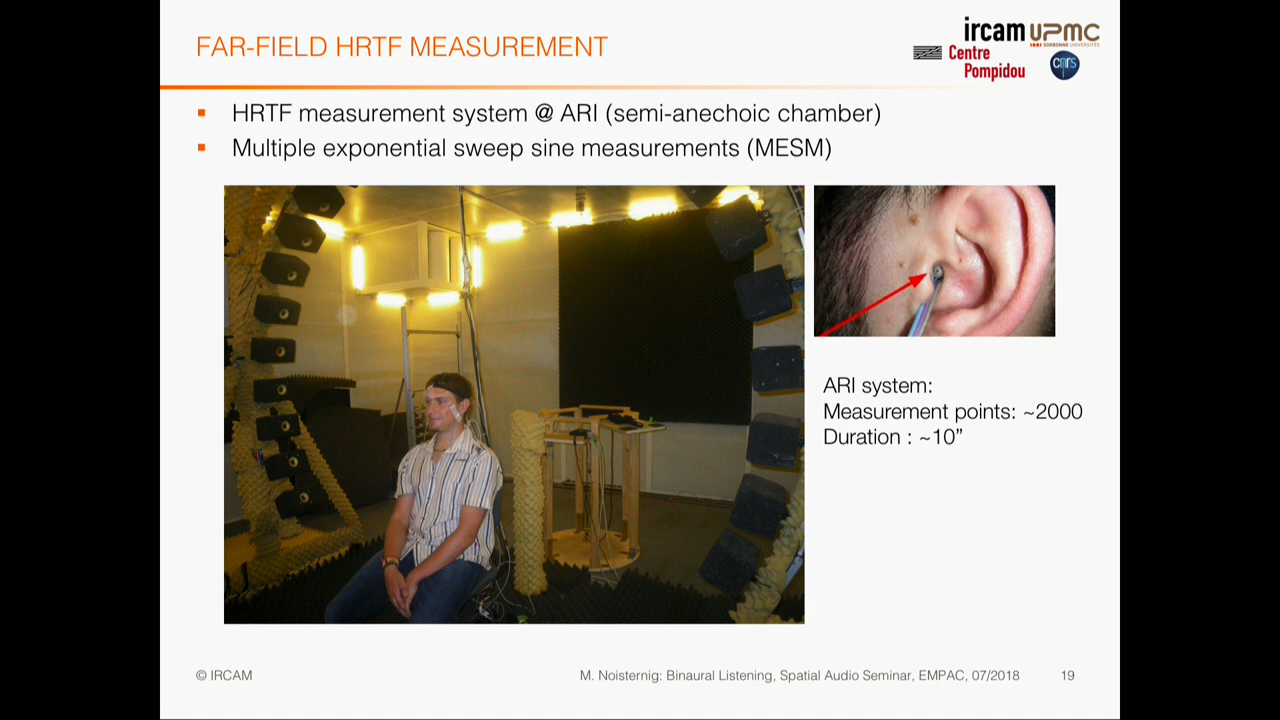 FAR-FIELD HRTF MEASUREMENT
ircam UPMC
SORBONNE UNIVERSITÉS
Centre
Pompidou
cnrs
▪ HRTF measurement system @ ARI (semi-anechoic chamber)
▪ Multiple exponential sweep sine measurements (MESM)
ARI system:
Measurement points: ~2000
Duration : ~10”
© IRCAM
M. Noisternig: Binaural Listening, Spatial Audio Seminar, EMPAC, 07/2018
19